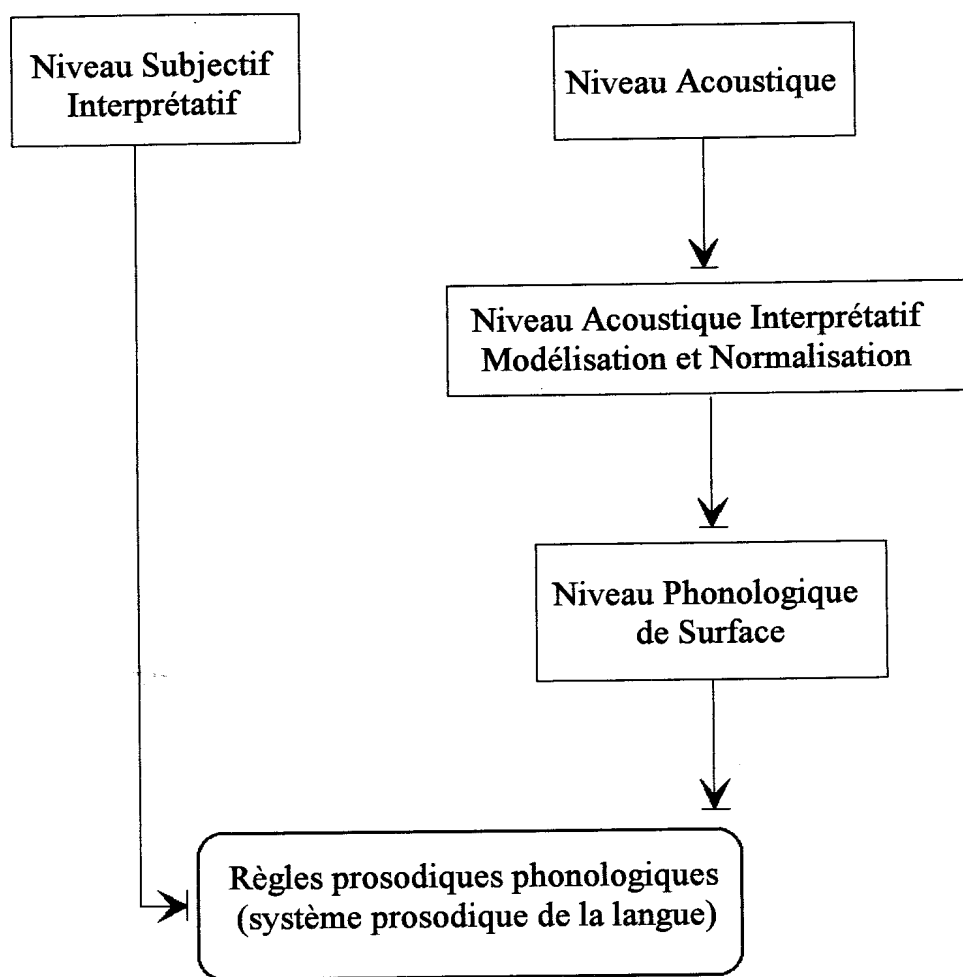 Niveau Subjectif
Interprétatif
Niveau Acoustique
Niveau Acoustique Interprétatif
Modélisation et Normalisation
Niveau Phonologique
de Surface
Règles prosodiques phonologiques
(système prosodique de la langue)